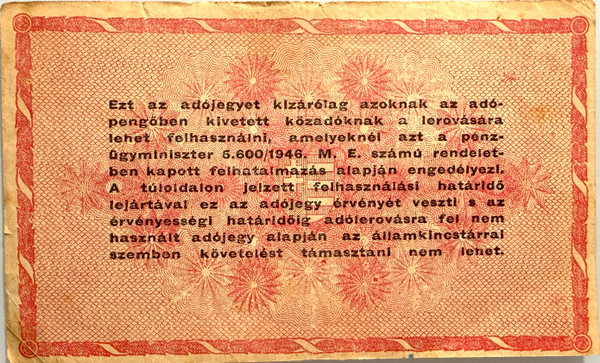 Ezt az adójegyet kizárólag azoknak az adó-
pengőben kivetett közadóknak a lerovására
lehet felhasználni, amelyeknél azt a pénz-
ügyminiszter 5.600/1946. M. E. számú rendelet-
ben kapott felhatalmazás alapján engedélyezi.
A túloldalon jelzett felhasználási határidő
lejártával ez az adójegy érvényét veszti s az
érvényességi határidőig adólerovásra fel nem
használt adójegy alapján az államkincstárral
szemben követelést támasztani nem lehet.